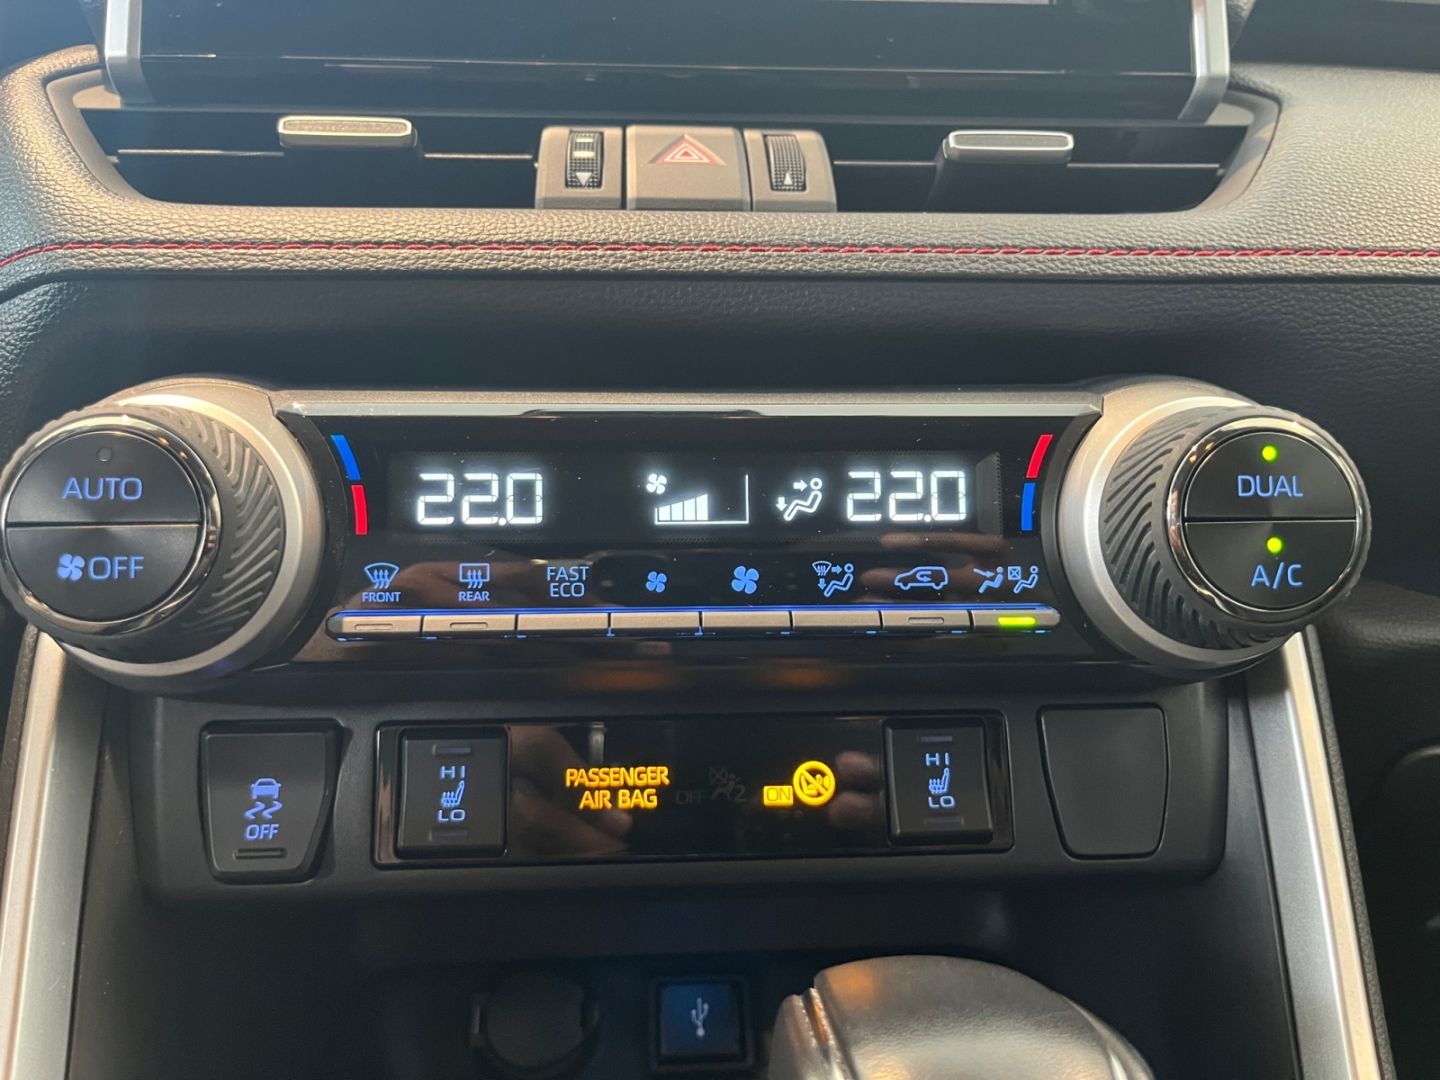 AUTO
OFF
22.0
22.0
DUAL
A/C
FRONT
REAR
FAST
ECO
OFF
HI
LO
PASSENGER
AIR BAG
OFF
2
ON
HI
LO